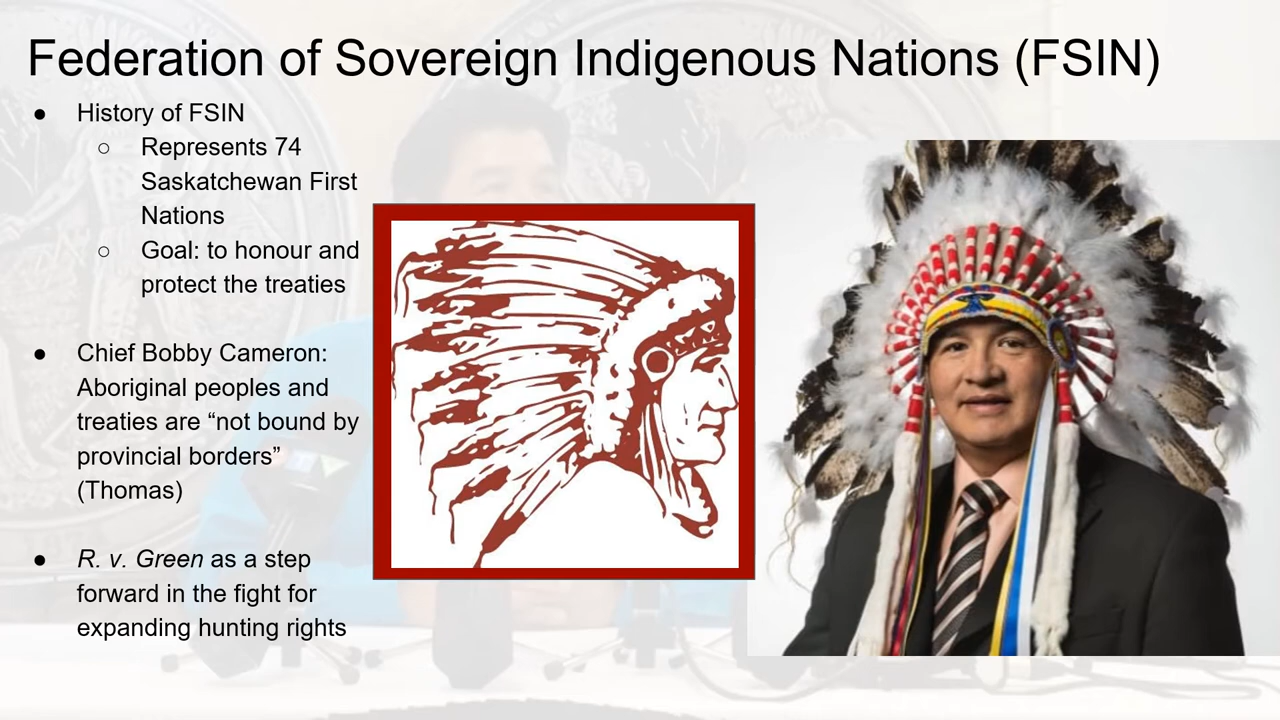 Federation of Sovereign Indigenous Nations (FSIN)
● History of FSIN
○ Represents 74
Saskatchewan First
Nations
○ Goal: to honour and
protect the treaties
● Chief Bobby Cameron:
Aboriginal peoples and
treaties are “not bound by
provincial borders”
(Thomas)
● R. v. Green as a step
forward in the fight for
expanding hunting rights